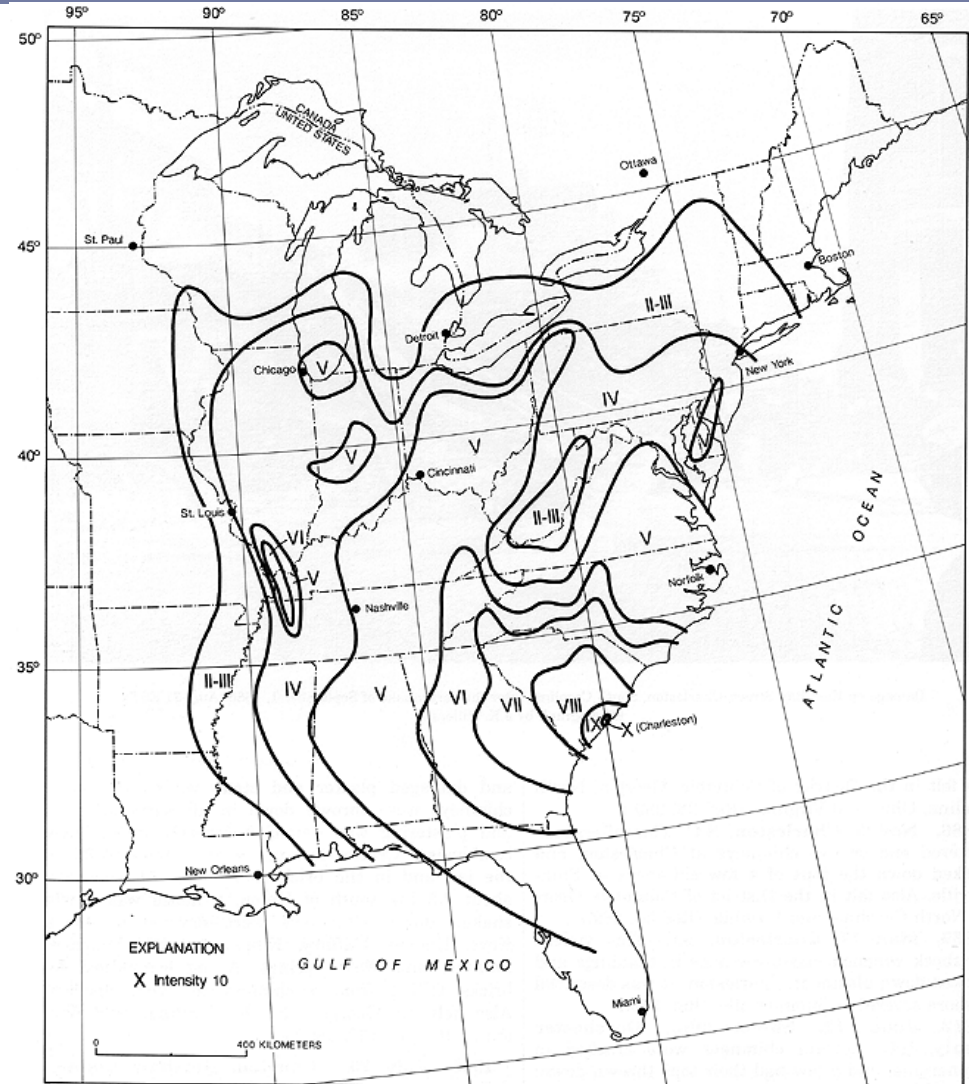 95° 90° 85° 80° 75° 70° 65°
50°
CANADA
UNITED STATES
Ottawa
St. Paul
45°
Boston
II-III
Detroit
New York
Chicago
V
IV
V
V
V
40°
Cincinnati
St. Louis
II-III
VI
V
V
Norfolk
Nashville
ATLANTIC OCEAN
35°
II-III
IV
V
VI
VII
VIII
IX
X (Charleston)
New Orleans
30°
EXPLANATION
X Intensity 10
GULF OF MEXICO
Miami
0 400 KILOMETERS